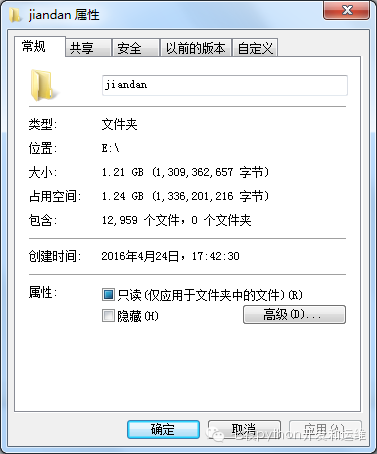 jiandan 属性
常规 共享 安全 以前的版本 自定义
jiandan
类型: 文件夹
位置: E:\
大小: 1.21 GB (1,309,362,657 字节)
占用空间: 1.24 GB (1,336,201,216 字节)
包含: 12,959 个文件，0 个文件夹
创建时间: 2016年4月24日，17:42:30
属性: 只读(仅应用于文件夹中的文件)(R)
隐藏(H) 高级(D)...
确定 取消 应用(A)
python开发和运维